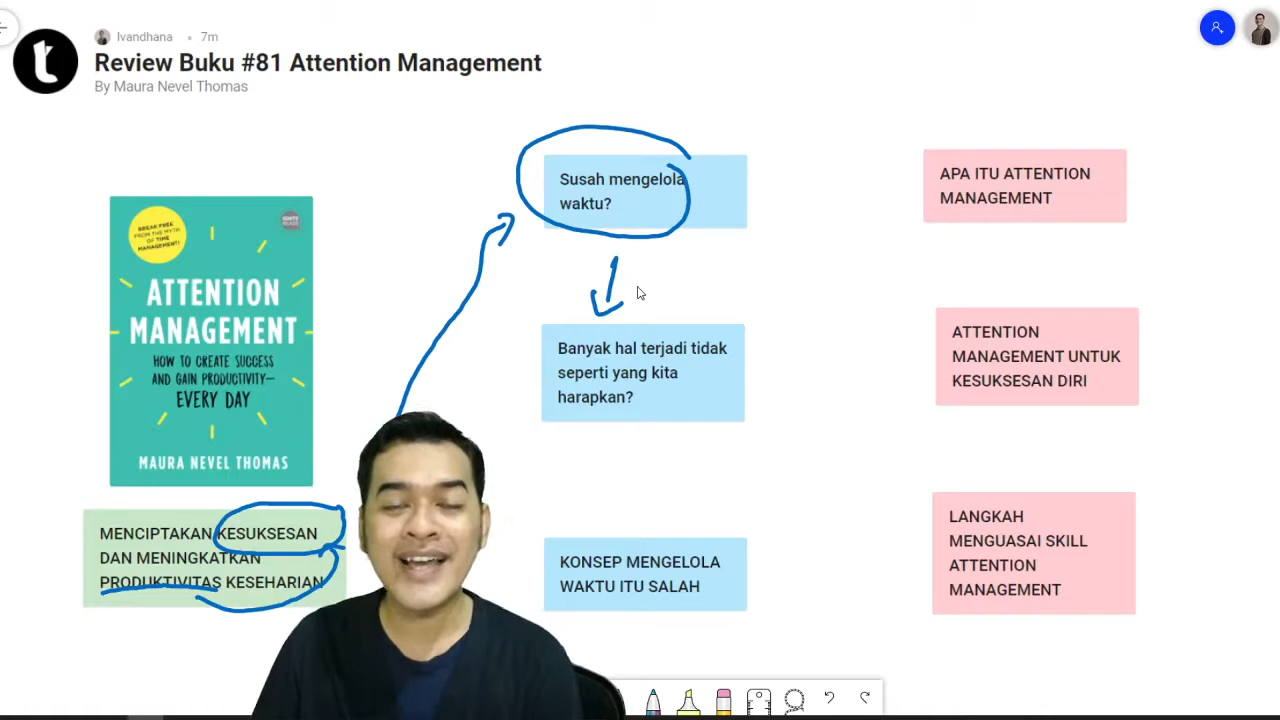 Ivandhana • 7m
Review Buku #81 Attention Management
By Maura Nevel Thomas
BREAK FREE
FROM THE MYTH
OF TIME
MANAGEMENT!
IGNITE
READS
ATTENTION
MANAGEMENT
HOW TO CREATE SUCCESS
AND GAIN PRODUCTIVITY—
EVERY DAY
MAURA NEVEL THOMAS
MENCIPTAKAN KESUKSESAN
DAN MENINGKATKAN
PRODUKTIVITAS KESEHARIAN
Susah mengelola
waktu?
Banyak hal terjadi tidak
seperti yang kita
harapkan?
KONSEP MENGELOLA
WAKTU ITU SALAH
APA ITU ATTENTION
MANAGEMENT
ATTENTION
MANAGEMENT UNTUK
KESUKSESAN DIRI
LANGKAH
MENGUASAI SKILL
ATTENTION
MANAGEMENT